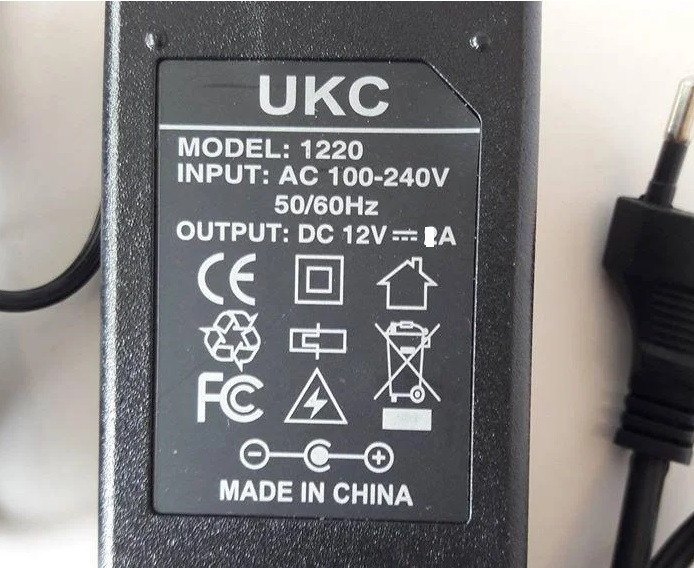 UKC
MODEL: 1220
INPUT: AC 100-240V
50/60Hz
OUTPUT: DC 12V ⎓
CE
FC
MADE IN CHINA